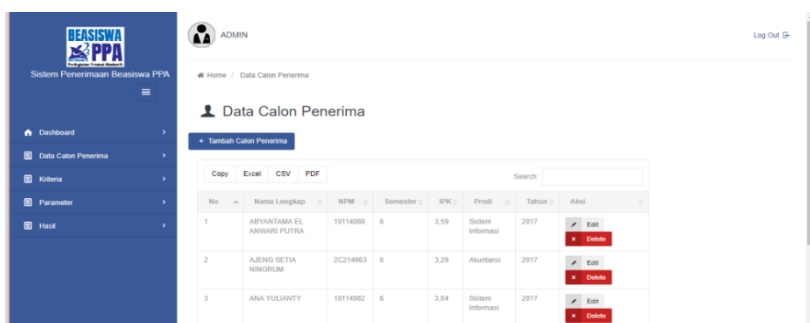 BEASISWA
PPA
Sistem Penerimaan Beasiswa PPA
Dashboard
Data Calon Penerima
Kriteria
Parameter
Hasil
ADMIN
Log Out
Home / Data Calon Penerima
Data Calon Penerima
+ Tambah Calon Penerima
Copy Excel CSV PDF
Search:
No Nama Lengkap NPM Semester IPK Prodi Tahun Aksi
1 ABYANTAMA EL ANWARI PUTRA 10114089 6 3,59 Sistem Informasi 2017 Edit
Delete
2 AJENG SETIA NINGRUM 2C214963 6 3,29 Akuntansi 2017 Edit
Delete
3 ANA YULIANTY 10114862 6 3,64 Sistem Informasi 2017 Edit
Delete